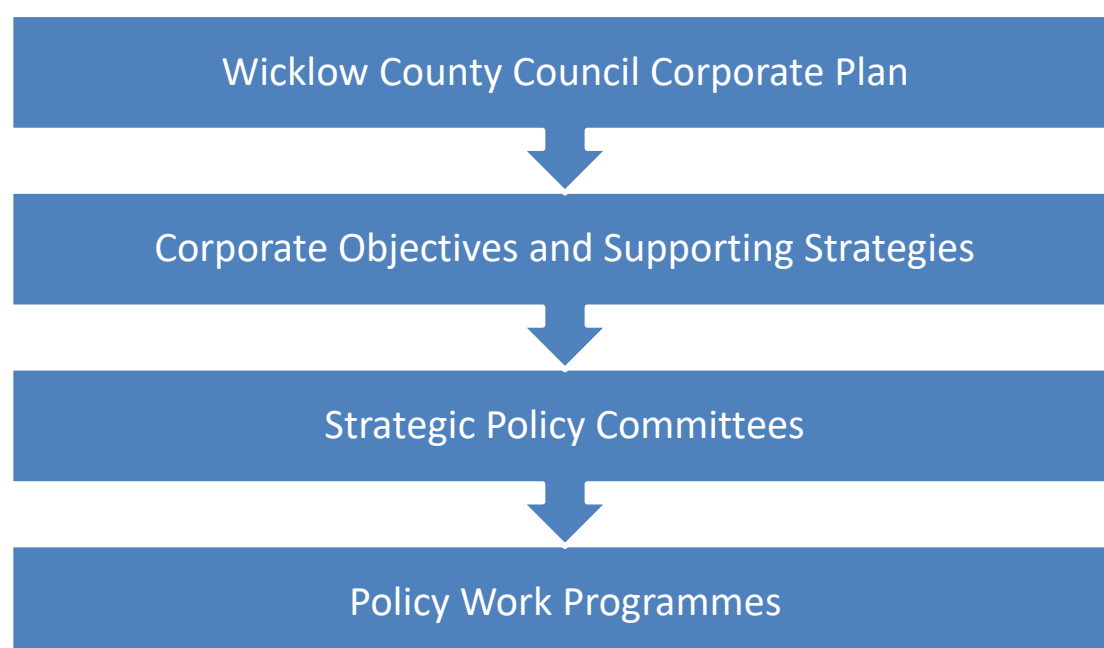 Wicklow County Council Corporate Plan
Corporate Objectives and Supporting Strategies
Strategic Policy Committees
Policy Work Programmes